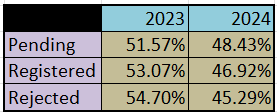 2023 2024
Pending 51.57% 48.43%
Registered 53.07% 46.92%
Rejected 54.70% 45.29%